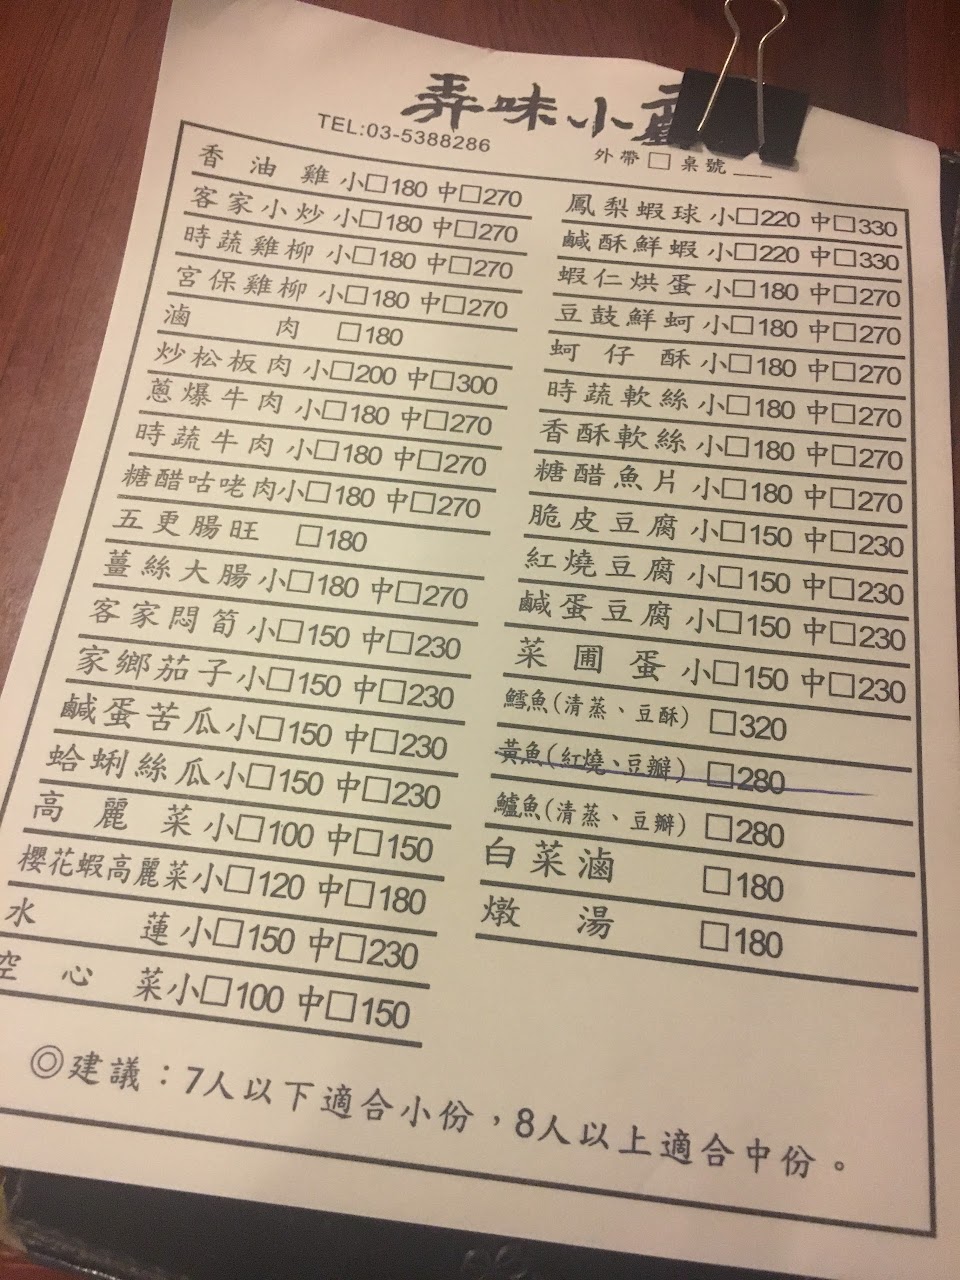 弄味小
TEL:03-5388286
外帶□ 桌號___
香油雞 小□180 中□270
客家小炒 小□180 中□270
時蔬雞柳 小□180 中□270
宮保雞柳 小□180 中□270
滷肉 □180
炒松板肉 小□200 中□300
蔥爆牛肉 小□180 中□270
時蔬牛肉 小□180 中□270
糖醋咕咾肉 小□180 中□270
五更腸旺 □180
薑絲大腸 小□180 中□270
客家悶筍 小□150 中□230
家鄉茄子 小□150 中□230
鹹蛋苦瓜 小□150 中□230
蛤蜊絲瓜 小□150 中□230
高麗菜 小□100 中□150
櫻花蝦高麗菜 小□120 中□180
水蓮 小□150 中□230
空心菜 小□100 中□150
鳳梨蝦球 小□220 中□330
鹹酥鮮蝦 小□220 中□330
蝦仁烘蛋 小□180 中□270
豆鼓鮮蚵 小□180 中□270
蚵仔酥 小□180 中□270
時蔬軟絲 小□180 中□270
香酥軟絲 小□180 中□270
糖醋魚片 小□180 中□270
脆皮豆腐 小□150 中□230
紅燒豆腐 小□150 中□230
鹹蛋豆腐 小□150 中□230
菜圃蛋 小□150 中□230
鱈魚(清蒸、豆酥) □320
黃魚(紅燒、豆瓣) □280
鱸魚(清蒸、豆瓣) □280
白菜滷 □180
燉湯 □180
◎建議：7人以下適合小份，8人以上適合中份。